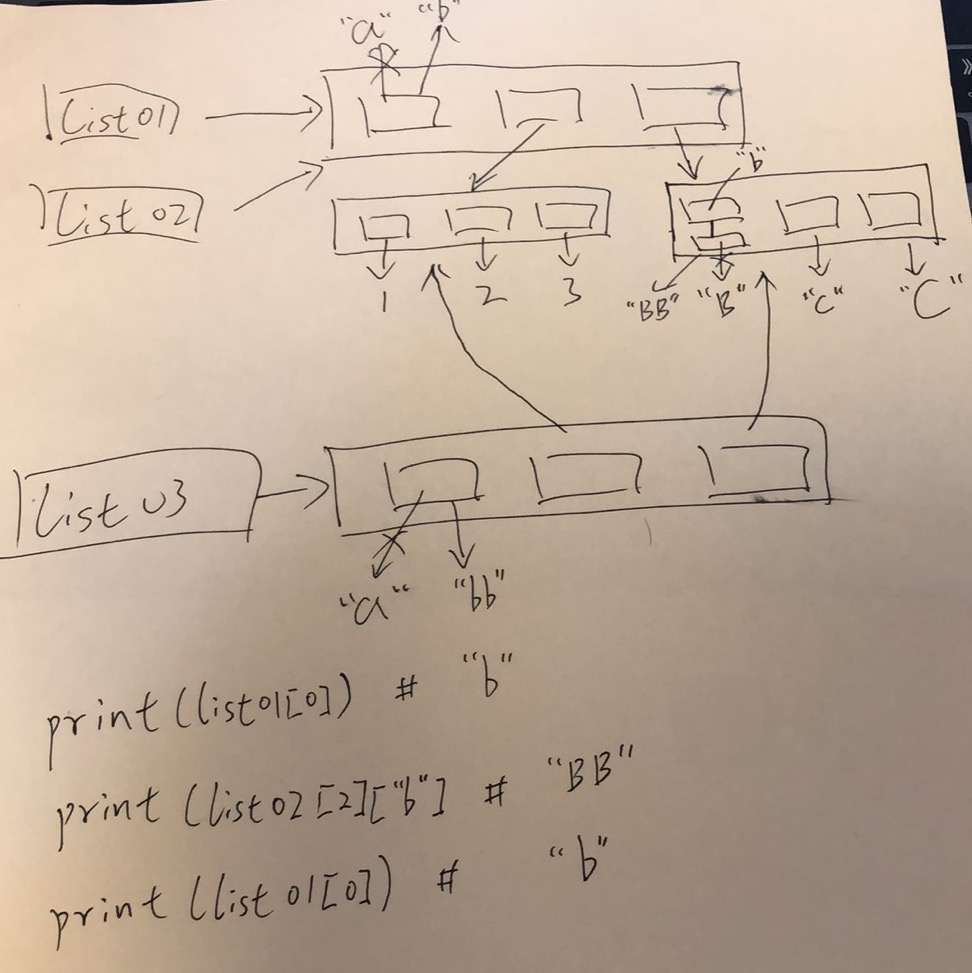 "a" "b"
list01
list02
"b"
1 2 3 "BB" "B" "c" "C"
list03
"a" "bb"
print(list01[0]) # "b"
print(list02[2]["b"] # "BB"
print(list01[0]) # "b"